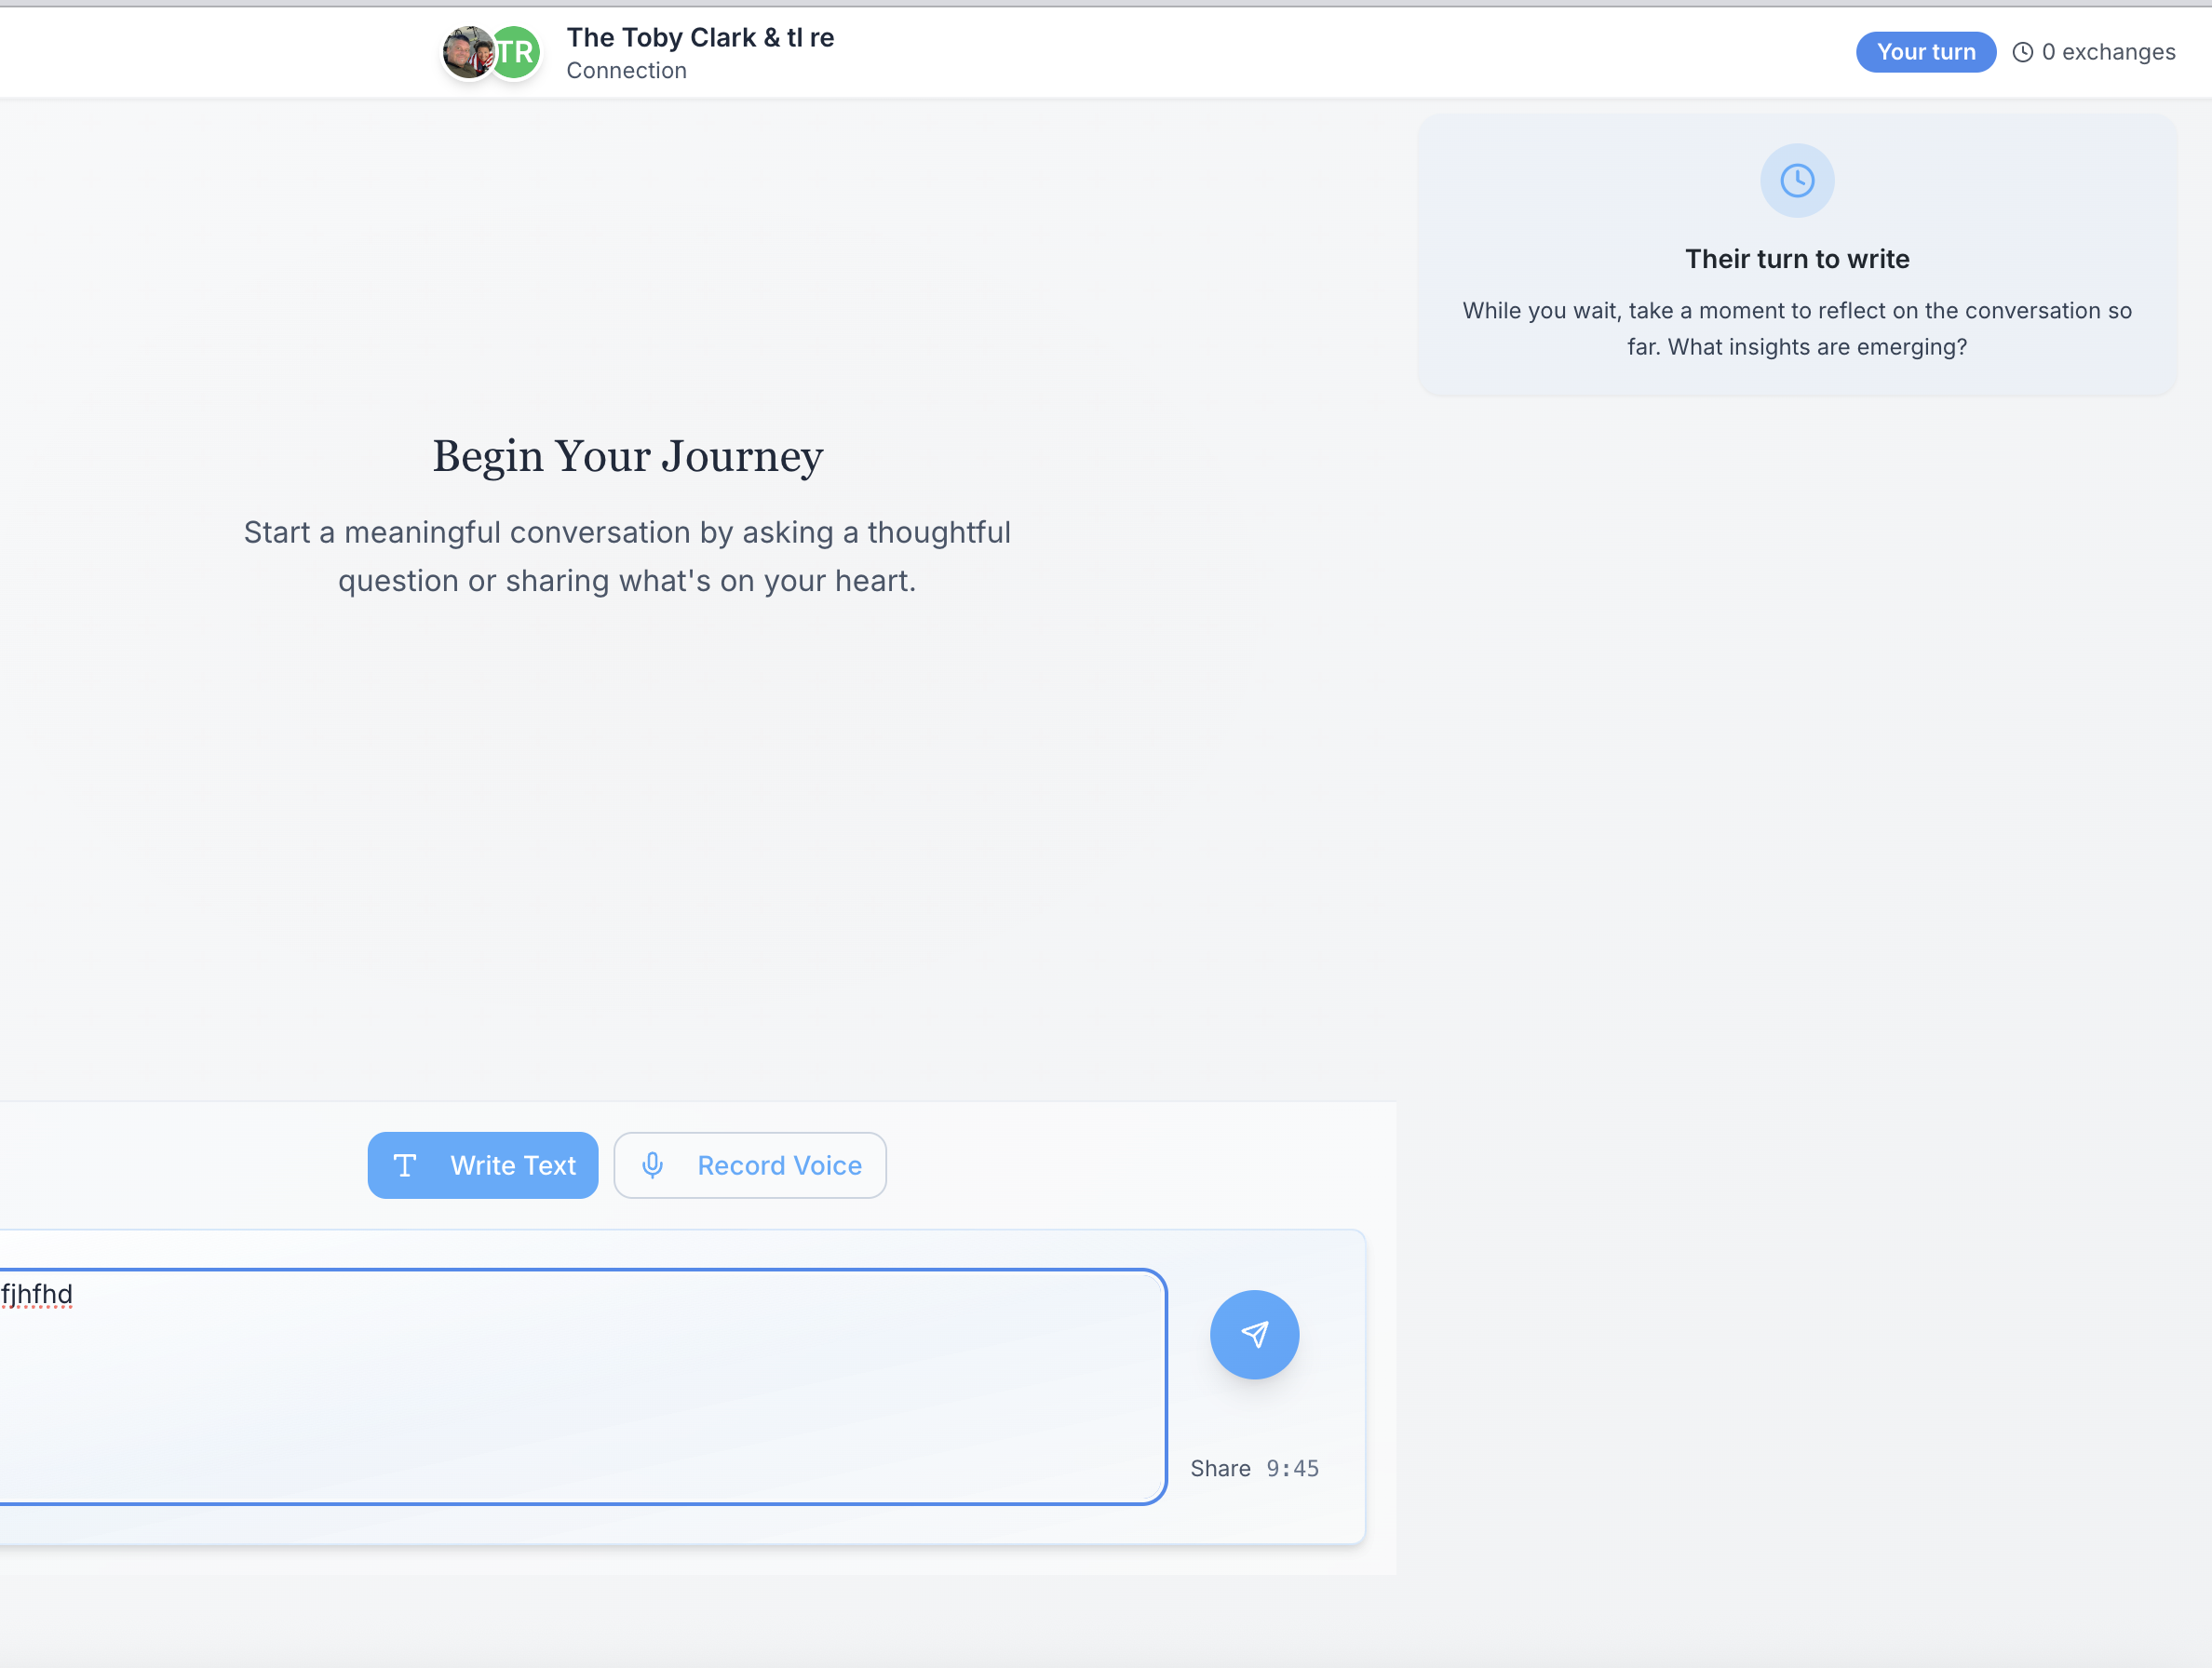 TR
The Toby Clark & tl re
Connection
Your turn
0 exchanges
Their turn to write
While you wait, take a moment to reflect on the conversation so
far. What insights are emerging?
Begin Your Journey
Start a meaningful conversation by asking a thoughtful
question or sharing what's on your heart.
Write Text
Record Voice
fjhfhd
Share 9:45